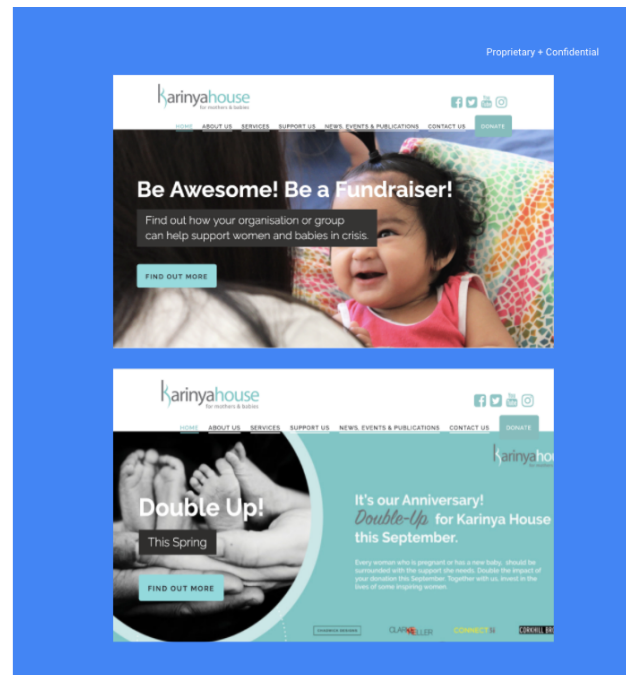 Proprietary + Confidential
karinyahouse
for mothers & babies
HOME ABOUT US SERVICES SUPPORT US NEWS, EVENTS & PUBLICATIONS CONTACT US DONATE
Be Awesome! Be a Fundraiser!
Find out how your organisation or group
can help support women and babies in crisis.
FIND OUT MORE
karinyahouse
for mothers & babies
HOME ABOUT US SERVICES SUPPORT US NEWS, EVENTS & PUBLICATIONS CONTACT US DONATE
karinyahou
Double Up!
This Spring
FIND OUT MORE
It's our Anniversary!
Double-Up for Karinya House
this September.
Every woman who is pregnant or has a new baby, should be
surrounded with the support she needs. Double the impact of
your donation this September. Together with us, invest in the
lives of some inspiring women.
CONNECT